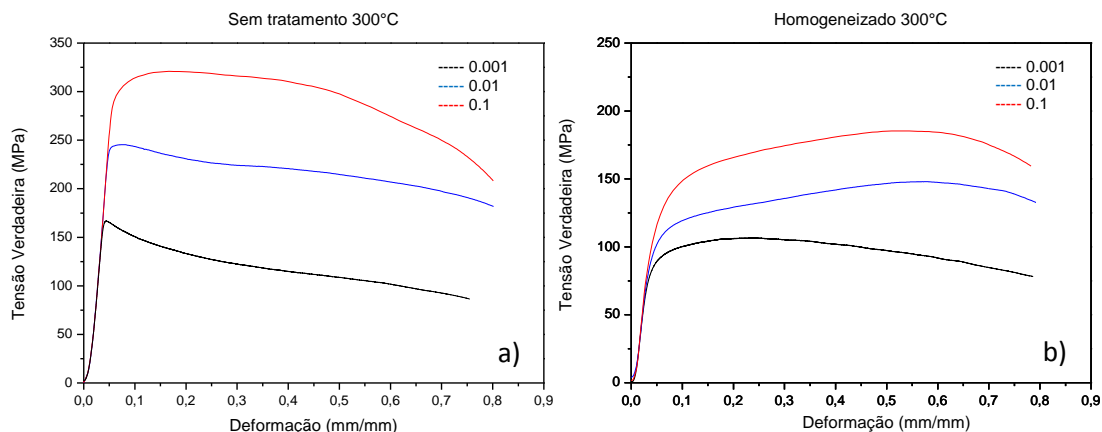 Sem tratamento 300°C
350
300
250
200
150
100
50
0
Tensão Verdadeira (MPa)
0.001
0.01
0.1
a)
0,0 0,1 0,2 0,3 0,4 0,5 0,6 0,7 0,8 0,9
Deformação (mm/mm)
Homogeneizado 300°C
250
200
150
100
50
0
Tensão Verdadeira (MPa)
0.001
0.01
0.1
b)
0,0 0,1 0,2 0,3 0,4 0,5 0,6 0,7 0,8 0,9
Deformação (mm/mm)